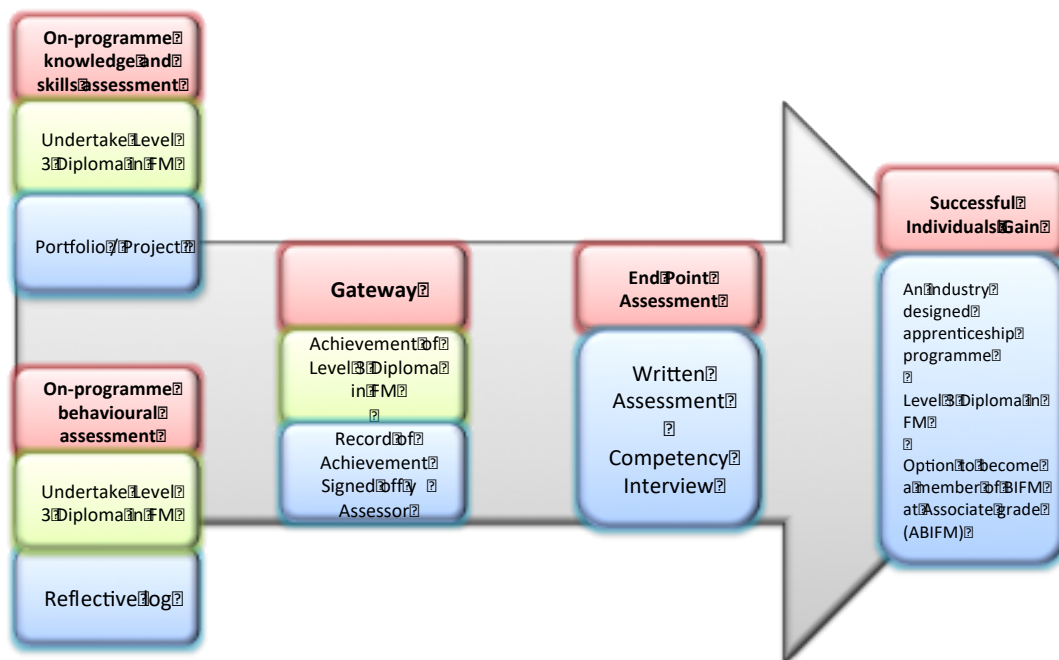 On-programme
knowledge and
skills assessment
Undertake Level
3 Diploma in FM
Portfolio / Project
On-programme
behavioural
assessment
Undertake Level
3 Diploma in FM
Reflective log
Gateway
Achievement of
Level 3 Diploma
in FM
Record of
Achievement
Signed off y
Assessor
End Point
Assessment
Written
Assessment
Competency
Interview
Successful
Individuals Gain
An industry
designed
apprenticeship
programme
Level 3 Diploma in
FM
Option to become
a member of BIFM
at Associate grade
(ABIFM)